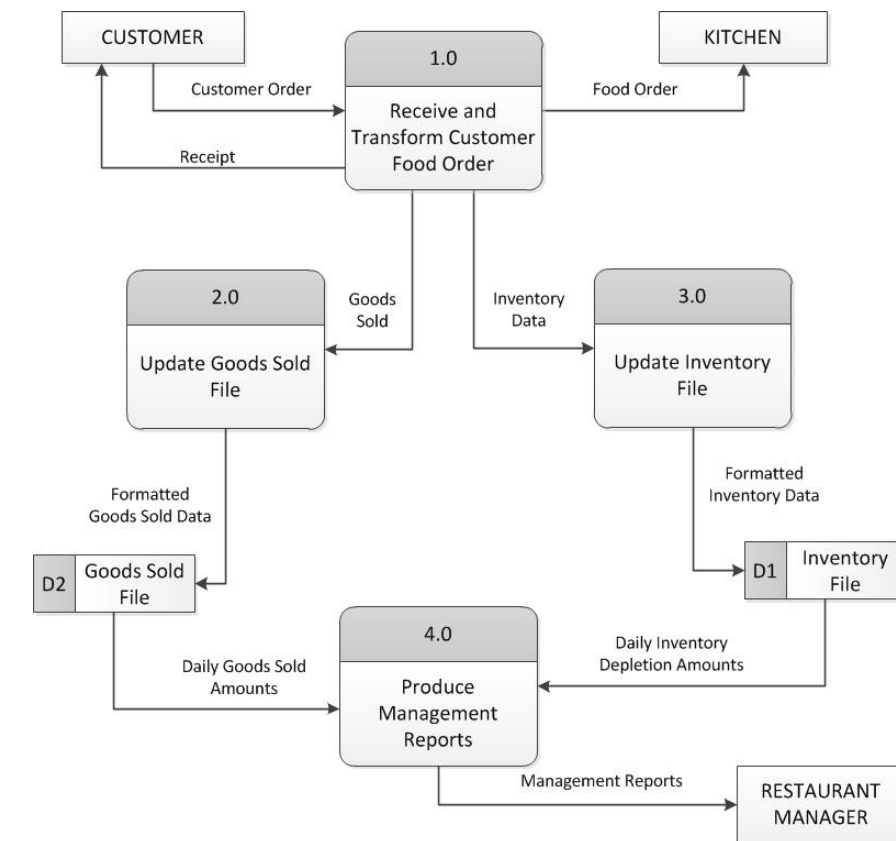 CUSTOMER
KITCHEN
1.0
Customer Order
Food Order
Receive and
Transform Customer
Food Order
Receipt
2.0
Goods
Sold
Inventory
Data
3.0
Update Goods Sold
File
Update Inventory
File
Formatted
Goods Sold Data
Formatted
Inventory Data
D2
Goods Sold
File
D1
Inventory
File
4.0
Daily Goods Sold
Amounts
Daily Inventory
Depletion Amounts
Produce
Management
Reports
Management Reports
RESTAURANT
MANAGER